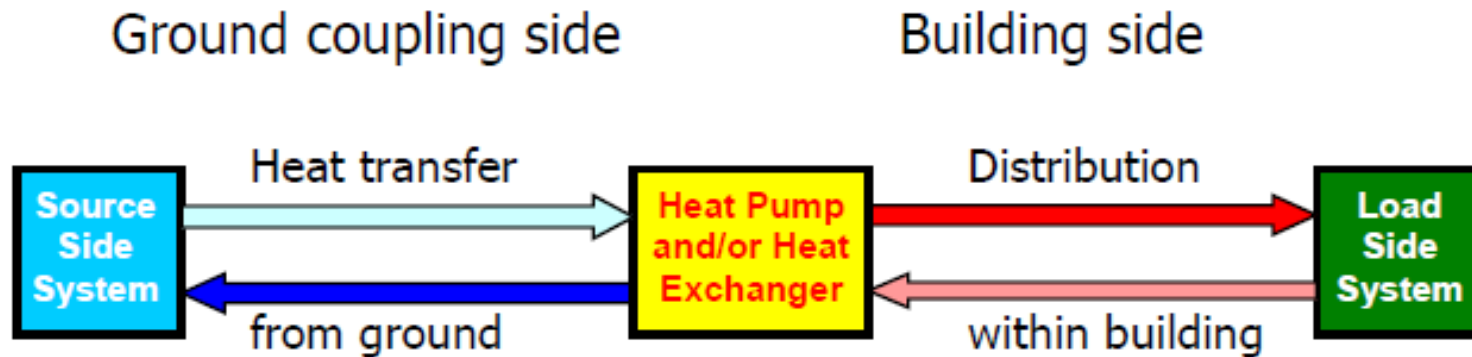 Ground coupling side
Building side
Heat transfer
Distribution
Source
Side
System
Heat Pump
and/or Heat
Exchanger
Load
Side
System
from ground
within building